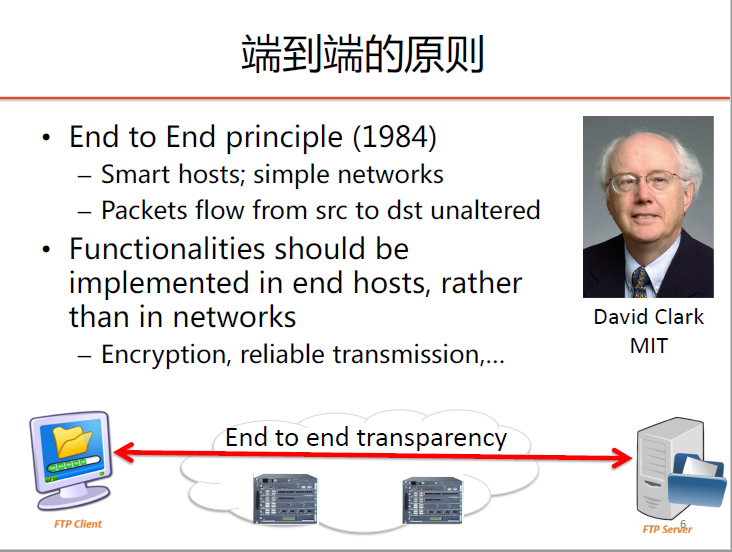 端到端的原则
• End to End principle (1984)
– Smart hosts; simple networks
– Packets flow from src to dst unaltered
• Functionalities should be
implemented in end hosts, rather
than in networks
– Encryption, reliable transmission,…
David Clark
MIT
End to end transparency
FTP Client
FTP Server
6